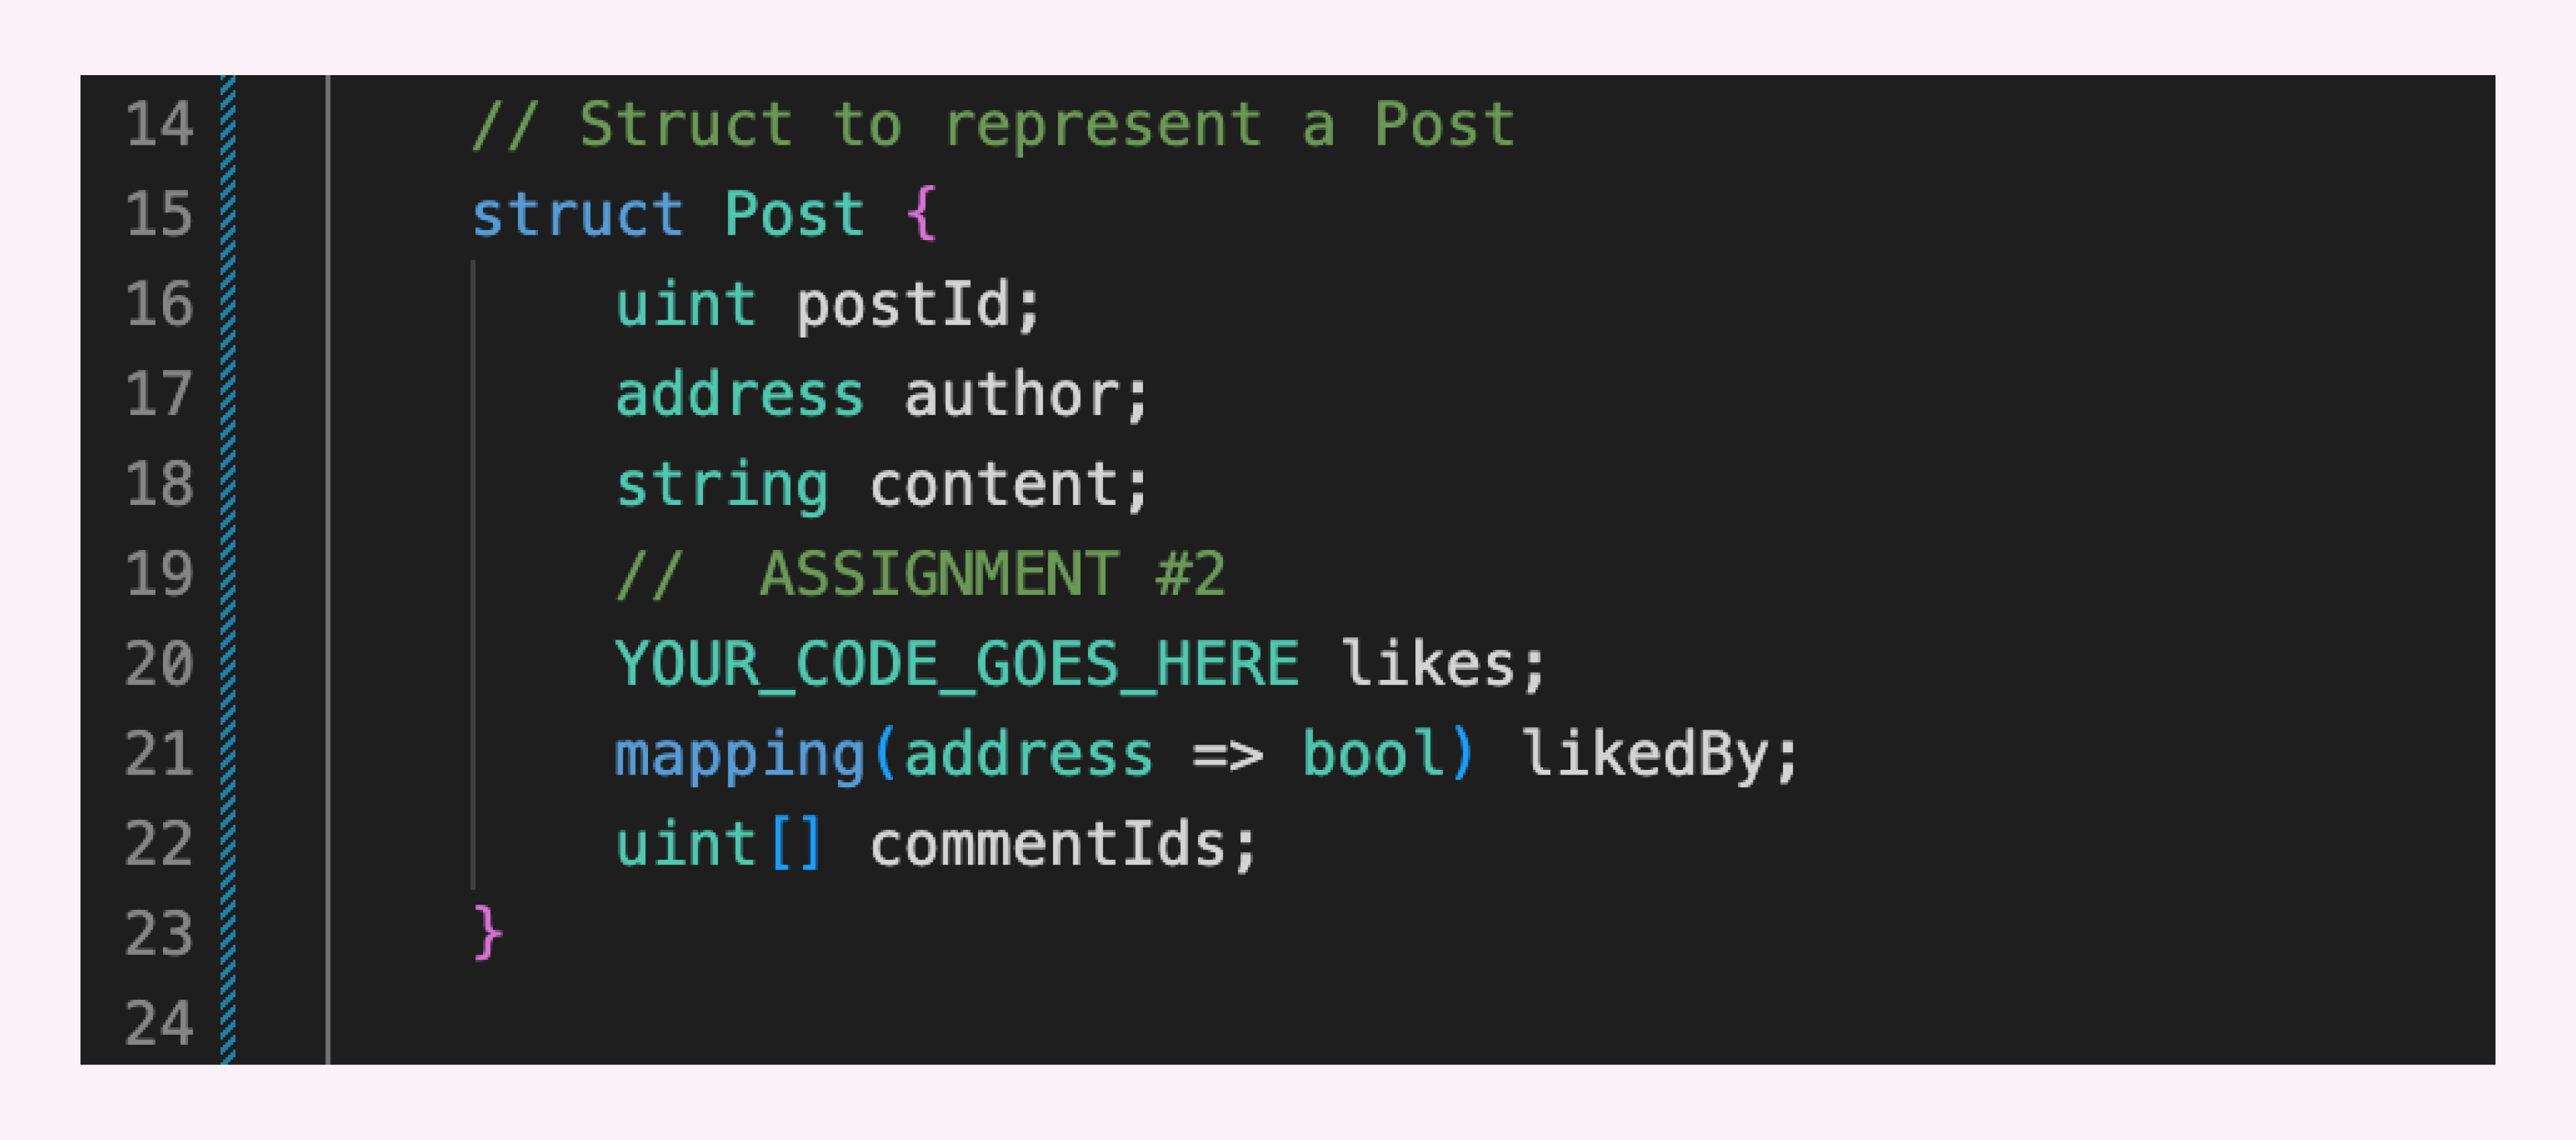 14 // Struct to represent a Post
15 struct Post {
16 uint postId;
17 address author;
18 string content;
19 //  ASSIGNMENT #2
20 YOUR_CODE_GOES_HERE likes;
21 mapping(address => bool) likedBy;
22 uint[] commentIds;
23 }
24